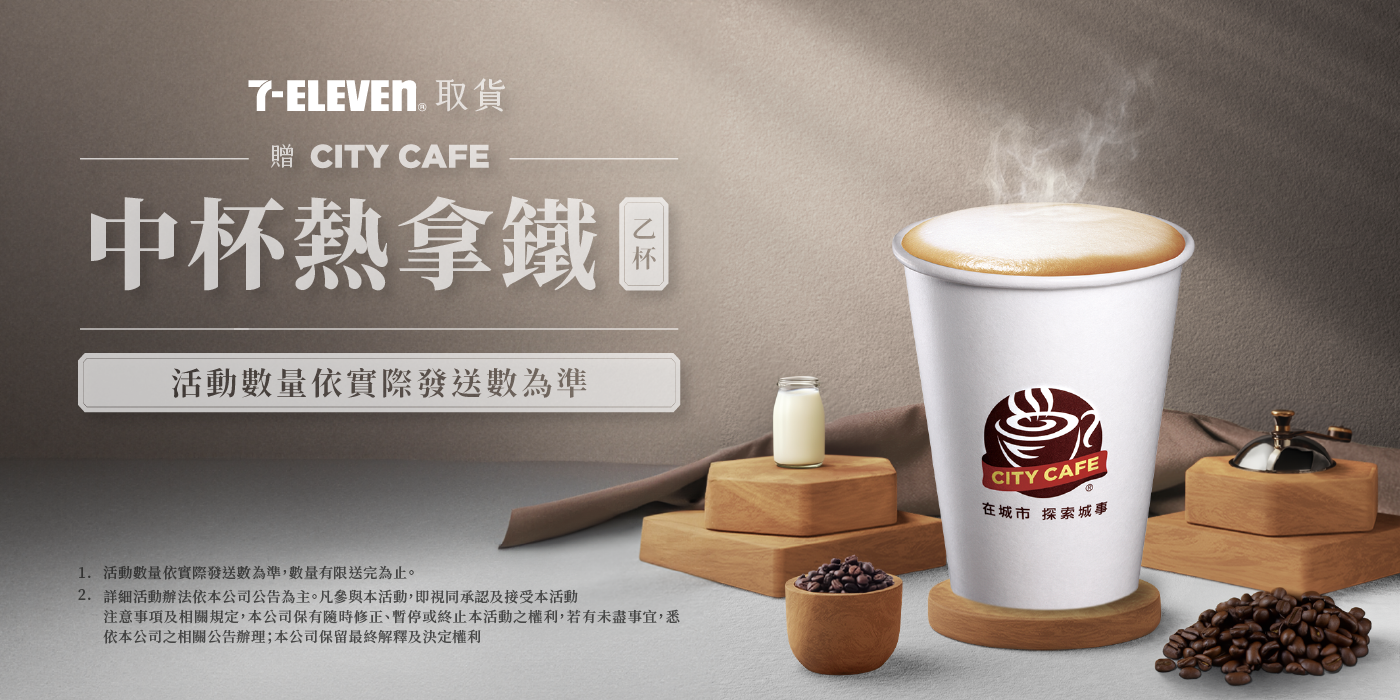 7-ELEVEN® 取貨
贈 CITY CAFE
中杯熱拿鐵 乙杯
活動數量依實際發送數為準
1. 活動數量依實際發送數為準,數量有限送完為止。
2. 詳細活動辦法依本公司公告為主。凡參與本活動,即視同承認及接受本活動
注意事項及相關規定,本公司保有隨時修正、暫停或終止本活動之權利,若有未盡事宜,悉
依本公司之相關公告辦理;本公司保留最終解釋及決定權利
CITY CAFE
®
在城市 探索城事